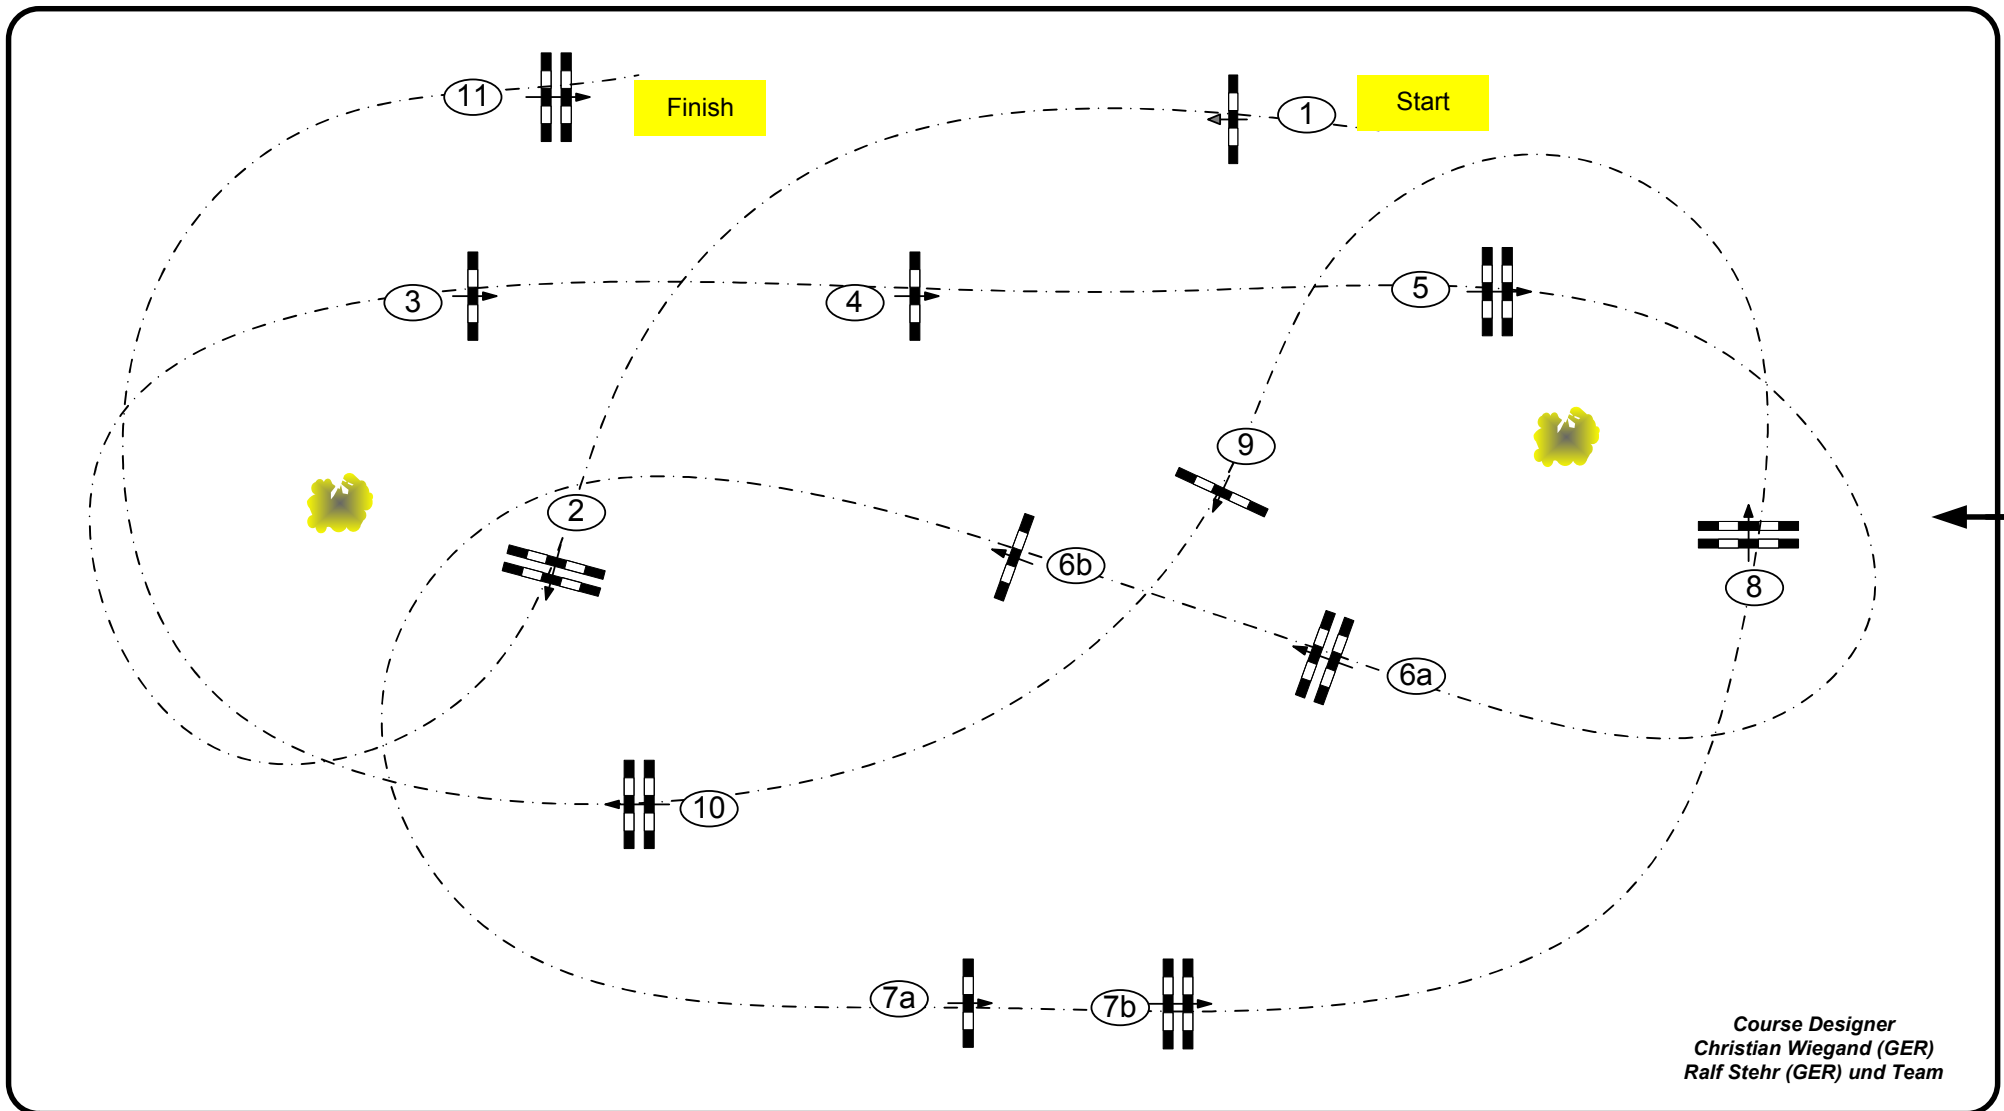 11
Finish
1
Start
3
4
5
9
2
6b
8
6a
10
7a
7b
Course Designer
Christian Wiegand (GER)
Ralf Stehr (GER) und Team